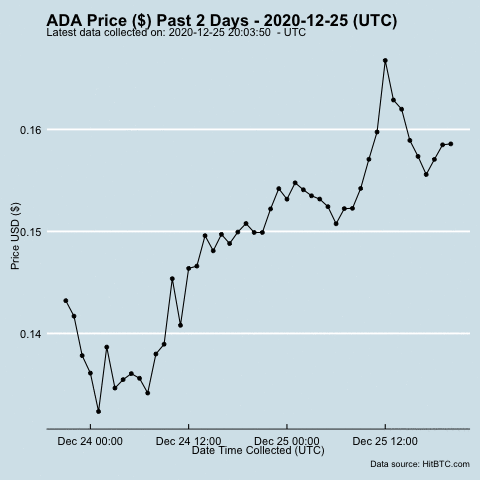 ADA Price ($) Past 2 Days - 2020-12-25 (UTC)
Latest data collected on: 2020-12-25 20:03:50 - UTC
0.16
0.15
0.14
Price USD ($)
Dec 24 00:00 Dec 24 12:00 Dec 25 00:00 Dec 25 12:00
Date Time Collected (UTC)
Data source: HitBTC.com